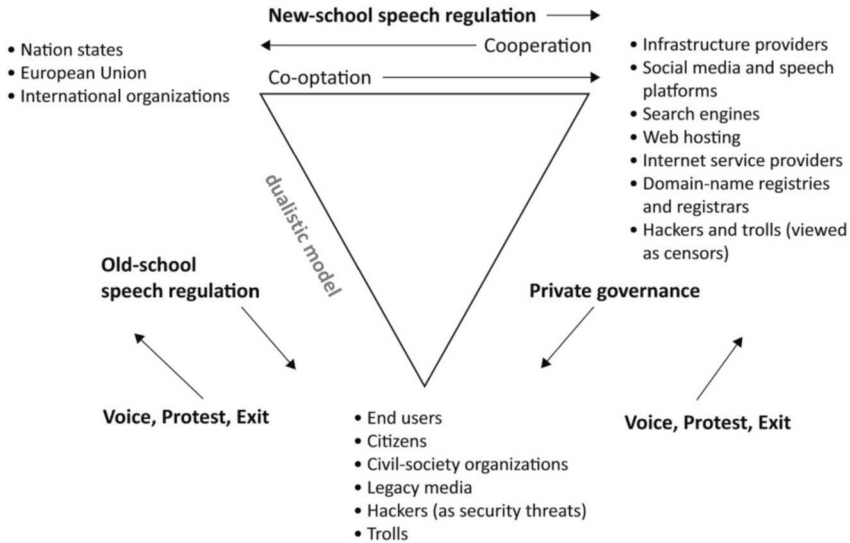 New-school speech regulation
Cooperation
Co-optation
• Nation states
• European Union
• International organizations
• Infrastructure providers
• Social media and speech
platforms
• Search engines
• Web hosting
• Internet service providers
• Domain-name registries
and registrars
• Hackers and trolls (viewed
as censors)
dualistic model
Old-school
speech regulation
Private governance
Voice, Protest, Exit
Voice, Protest, Exit
• End users
• Citizens
• Civil-society organizations
• Legacy media
• Hackers (as security threats)
• Trolls